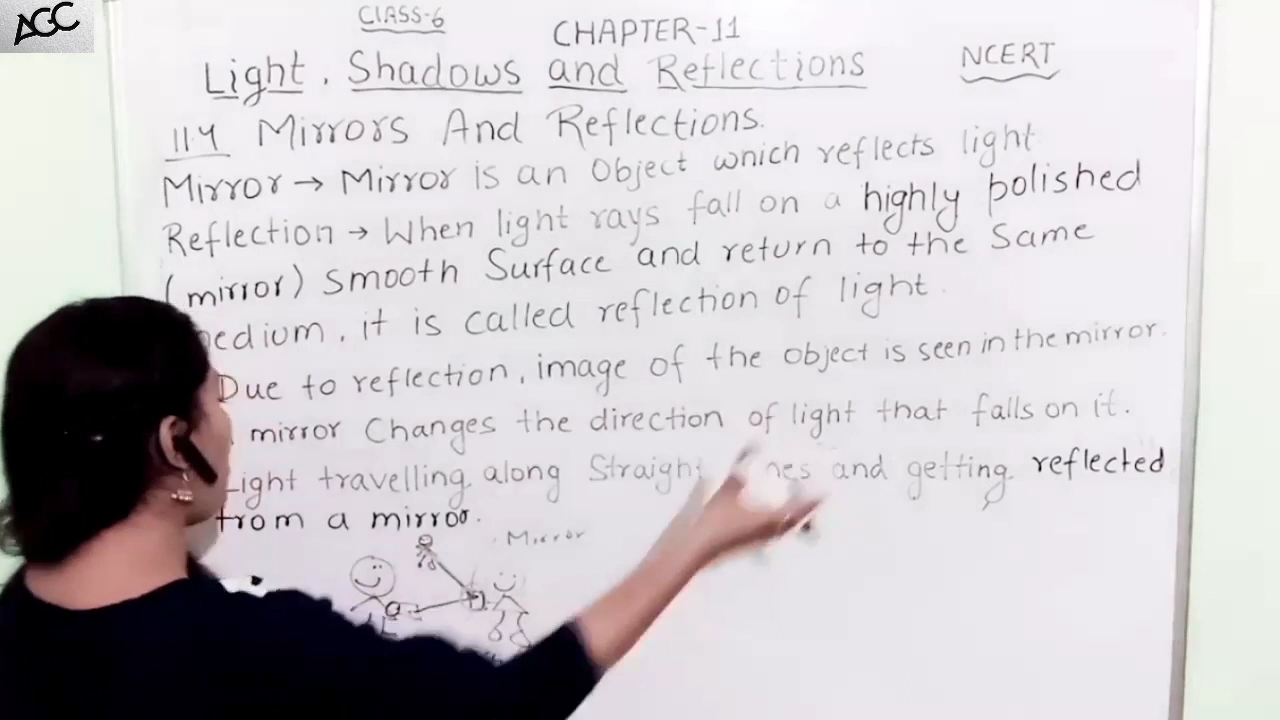 AGC
CLASS-6
CHAPTER-11
Light, Shadows and Reflections
NCERT
11.4 Mirrors And Reflections.
Mirror → Mirror is an Object which reflects light
Reflection → When light rays fall on a highly polished
(mirror) smooth Surface and return to the Same
medium, it is called reflection of light.
Due to reflection, image of the object is seen in the mirror.
mirror Changes the direction of light that falls on it.
Light travelling along Straight and getting reflected
from a mirror.
Mirror